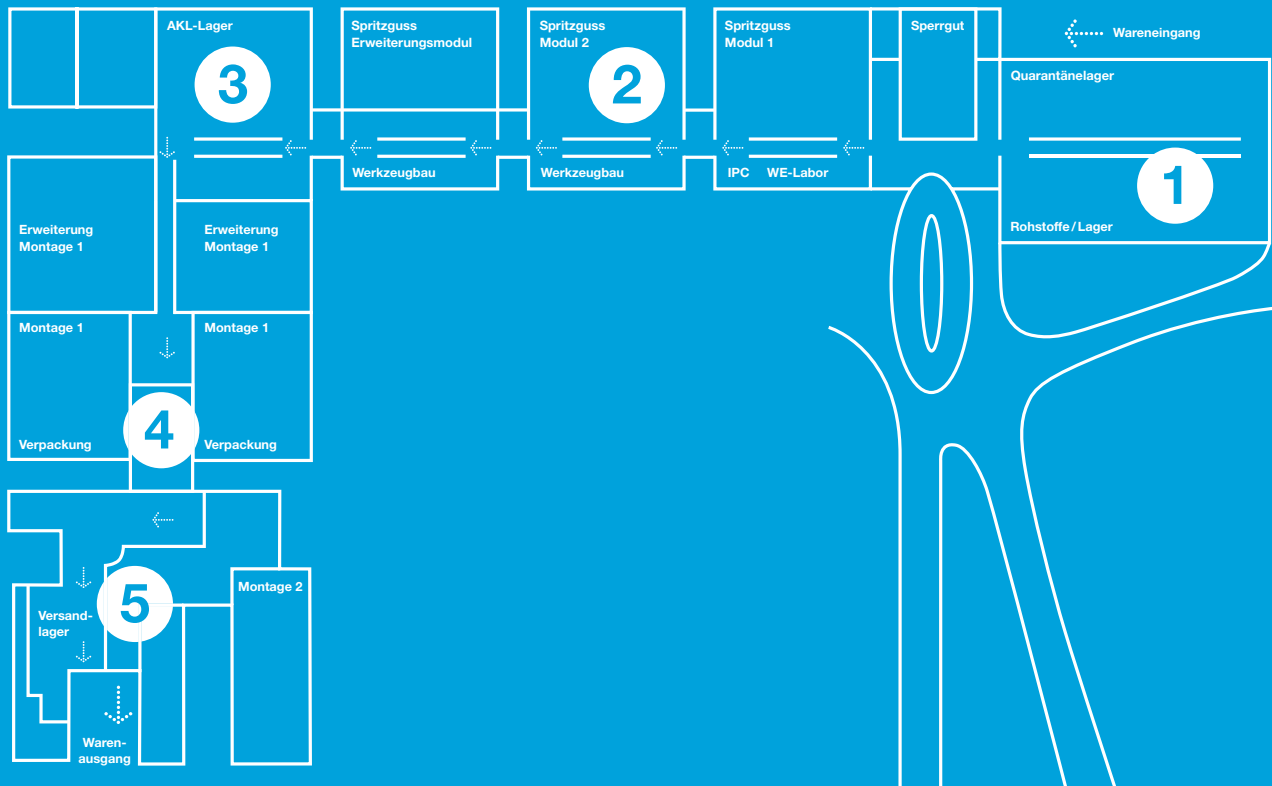 AKL-Lager
3
Spritzguss
Erweiterungsmodul
Werkzeugbau
Spritzguss
Modul 2
2
Werkzeugbau
Spritzguss
Modul 1
IPC WE-Labor
Sperrgut
Wareneingang
Quarantänelager
1
Rohstoffe/Lager
Erweiterung
Montage 1
Erweiterung
Montage 1
Montage 1
Montage 1
Verpackung
4
Verpackung
5
Montage 2
Versand-
lager
Waren-
ausgang